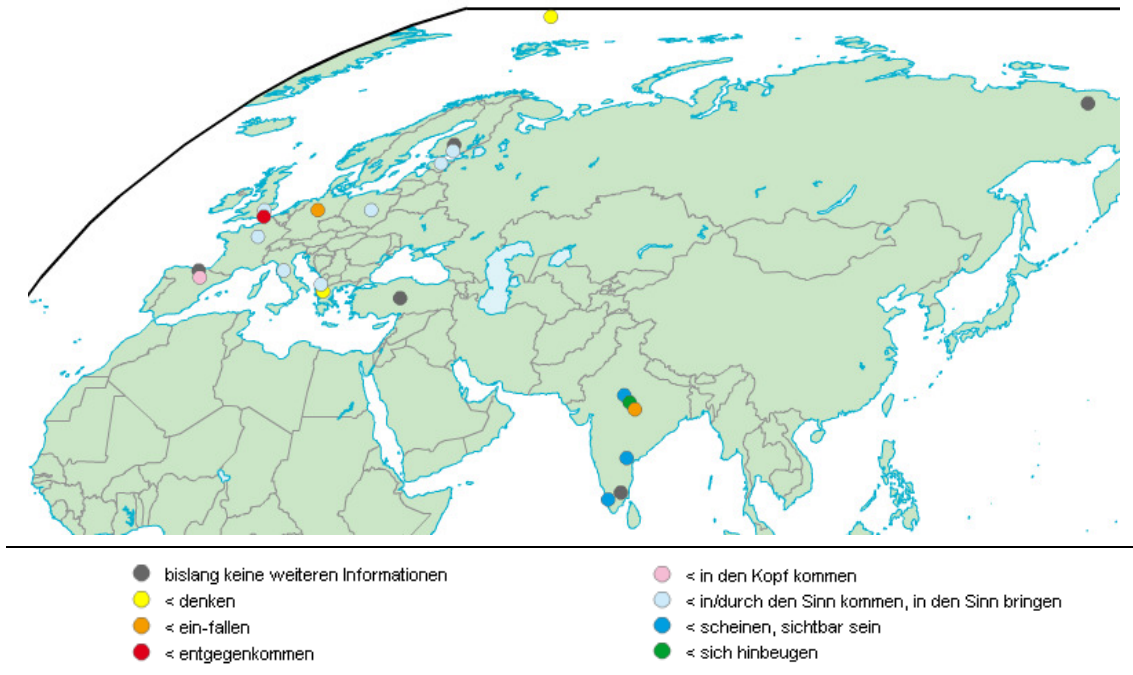 bislang keine weiteren Informationen
< denken
< ein-fallen
< entgegenkommen
< in den Kopf kommen
< in/durch den Sinn kommen, in den Sinn bringen
< scheinen, sichtbar sein
< sich hinbeugen